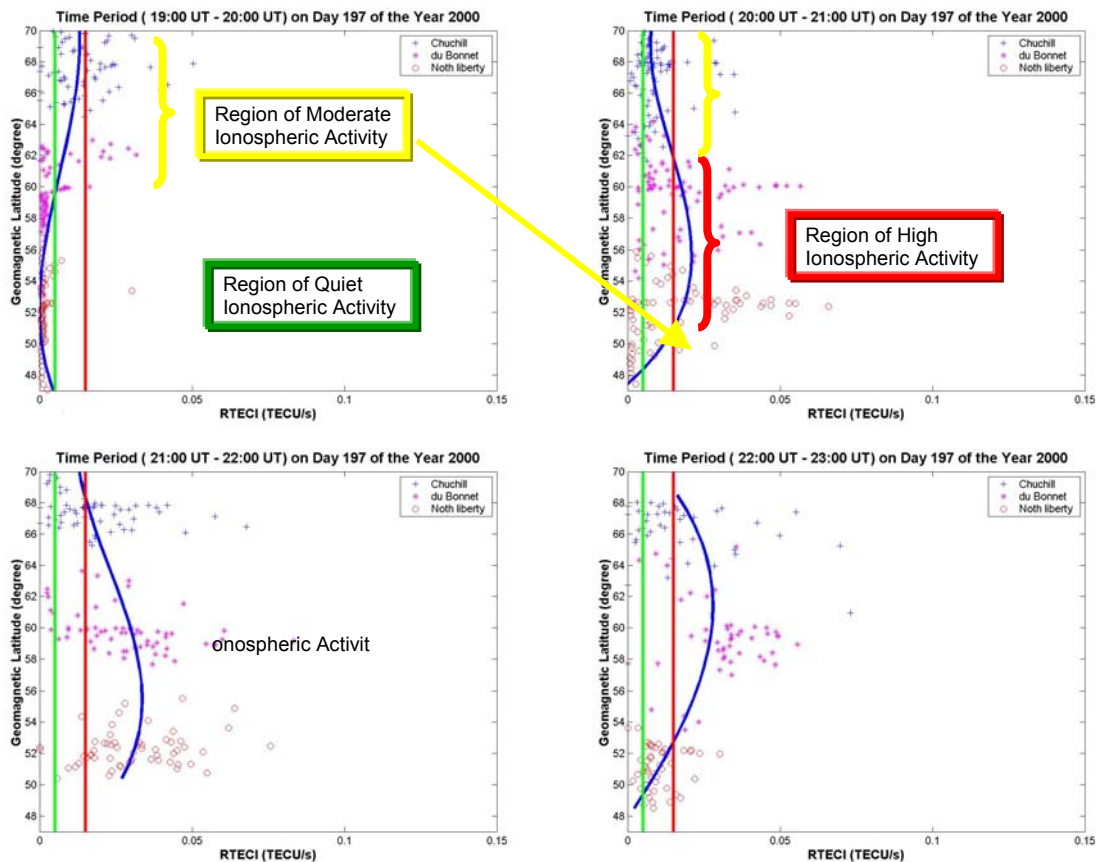 Time Period ( 19:00 UT - 20:00 UT) on Day 197 of the Year 2000
70
68
66
64
62
60
58
56
54
52
50
48
Geomagnetic Latitude (degree)
0
0.05
0.1
0.15
RTECI (TECU/s)
Chuchill
du Bonnet
Noth liberty
Region of Moderate
Ionospheric Activity
Region of Quiet
Ionospheric Activity
Time Period ( 20:00 UT - 21:00 UT) on Day 197 of the Year 2000
70
68
66
64
62
60
58
56
54
52
50
48
Geomagnetic Latitude (degree)
0
0.05
0.1
0.15
RTECI (TECU/s)
Chuchill
du Bonnet
Noth liberty
Region of High
Ionospheric Activity
Time Period ( 21:00 UT - 22:00 UT) on Day 197 of the Year 2000
70
68
66
64
62
60
58
56
54
52
50
48
Geomagnetic Latitude (degree)
0
0.05
0.1
0.15
RTECI (TECU/s)
Chuchill
du Bonnet
Noth liberty
onospheric Activit
Time Period ( 22:00 UT - 23:00 UT) on Day 197 of the Year 2000
70
68
66
64
62
60
58
56
54
52
50
48
Geomagnetic Latitude (degree)
0
0.05
0.1
0.15
RTECI (TECU/s)
Chuchill
du Bonnet
Noth liberty